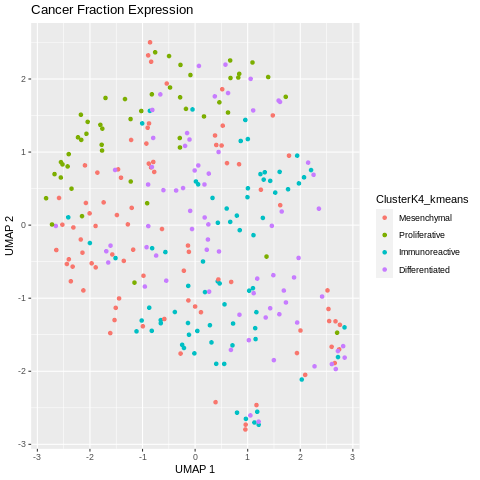 Cancer Fraction Expression
UMAP 2
2
1
0
-1
-2
-3
-3
-2
-1
0
1
2
3
UMAP 1
ClusterK4_kmeans
Mesenchymal
Proliferative
Immunoreactive
Differentiated